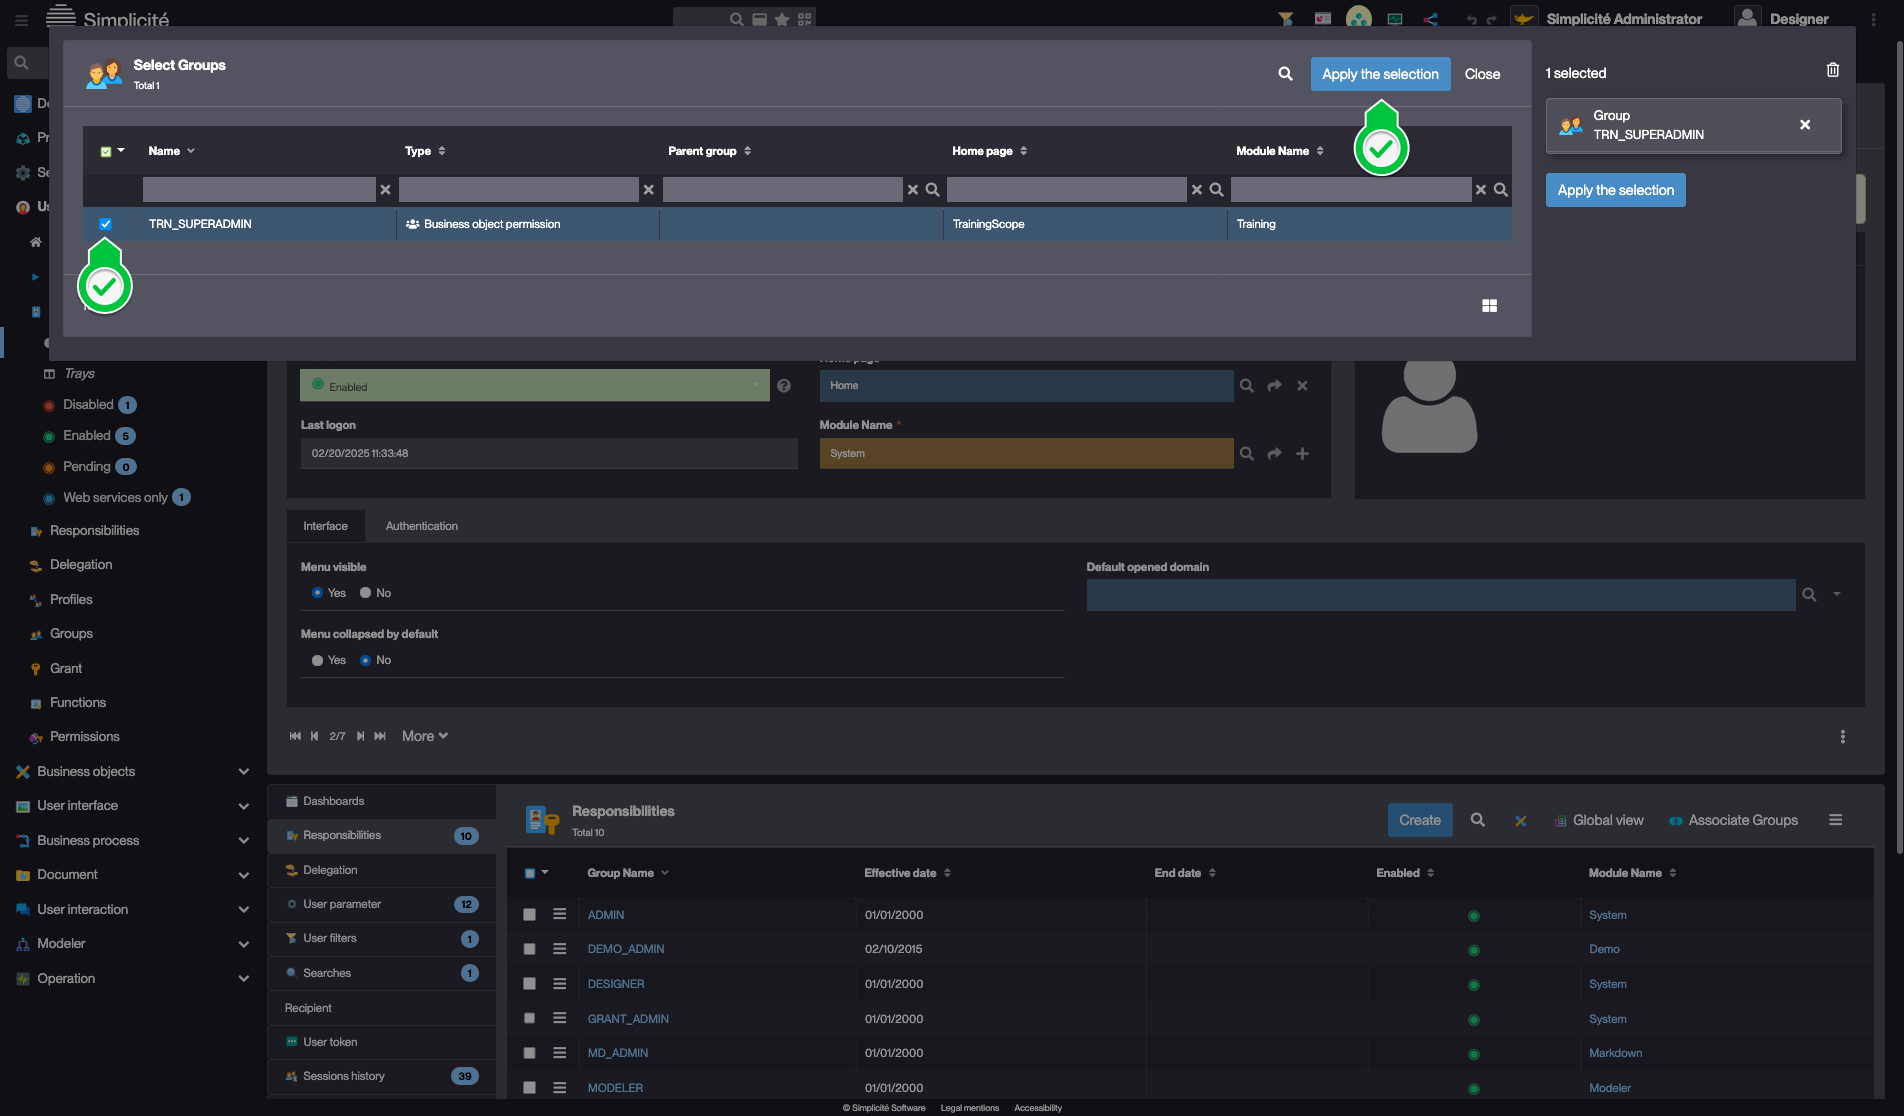 Simplicité
Simplicité Administrator
Designer
Select Groups
Total 1
Apply the selection
Close
1 selected
Group
TRN_SUPERADMIN
Apply the selection
Name
Type
Parent group
Home page
Module Name
TRN_SUPERADMIN
Business object permission
TrainingScope
Training
Trays
Disabled 1
Enabled 5
Pending 0
Web services only 1
Responsibilities
Delegation
Profiles
Groups
Grant
Functions
Permissions
Business objects
User interface
Business process
Document
User interaction
Modeler
Operation
Enabled
Home
Last logon
Module Name *
02/20/2025 11:33:48
System
Interface
Authentication
Menu visible
Yes
No
Default opened domain
Menu collapsed by default
Yes
No
2/7
More
Dashboards
Responsibilities 10
Delegation
User parameter 12
User filters 1
Searches 1
Recipient
User token
Sessions history 39
Responsibilities
Total 10
Create
Global view
Associate Groups
Group Name
Effective date
End date
Enabled
Module Name
ADMIN
01/01/2000
System
DEMO_ADMIN
02/10/2015
Demo
DESIGNER
01/01/2000
System
GRANT_ADMIN
01/01/2000
System
MD_ADMIN
01/01/2000
Markdown
MODELER
01/01/2000
Modeler
© Simplicité Software
Legal mentions
Accessibility